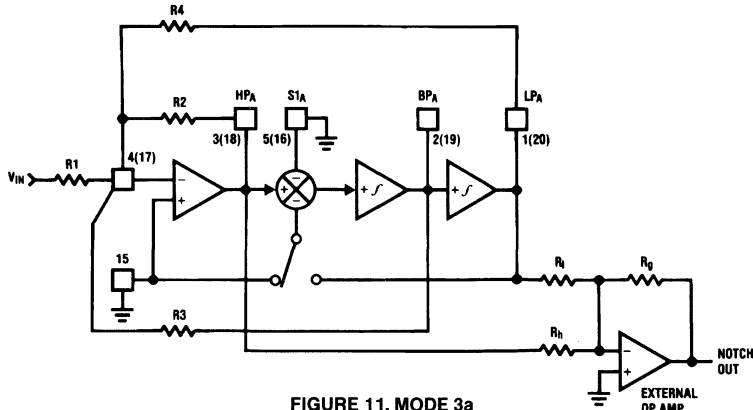 R4
R2
HPA
S1A
BPA
LPA
3(18)
5(16)
2(19)
1(20)
VIN
R1
4(17)
−
+
+
−
−
+ ∫
+ ∫
15
R3
Rl
Rg
Rh
−
+
NOTCH
OUT
EXTERNAL
OP AMP
FIGURE 11. MODE 3a